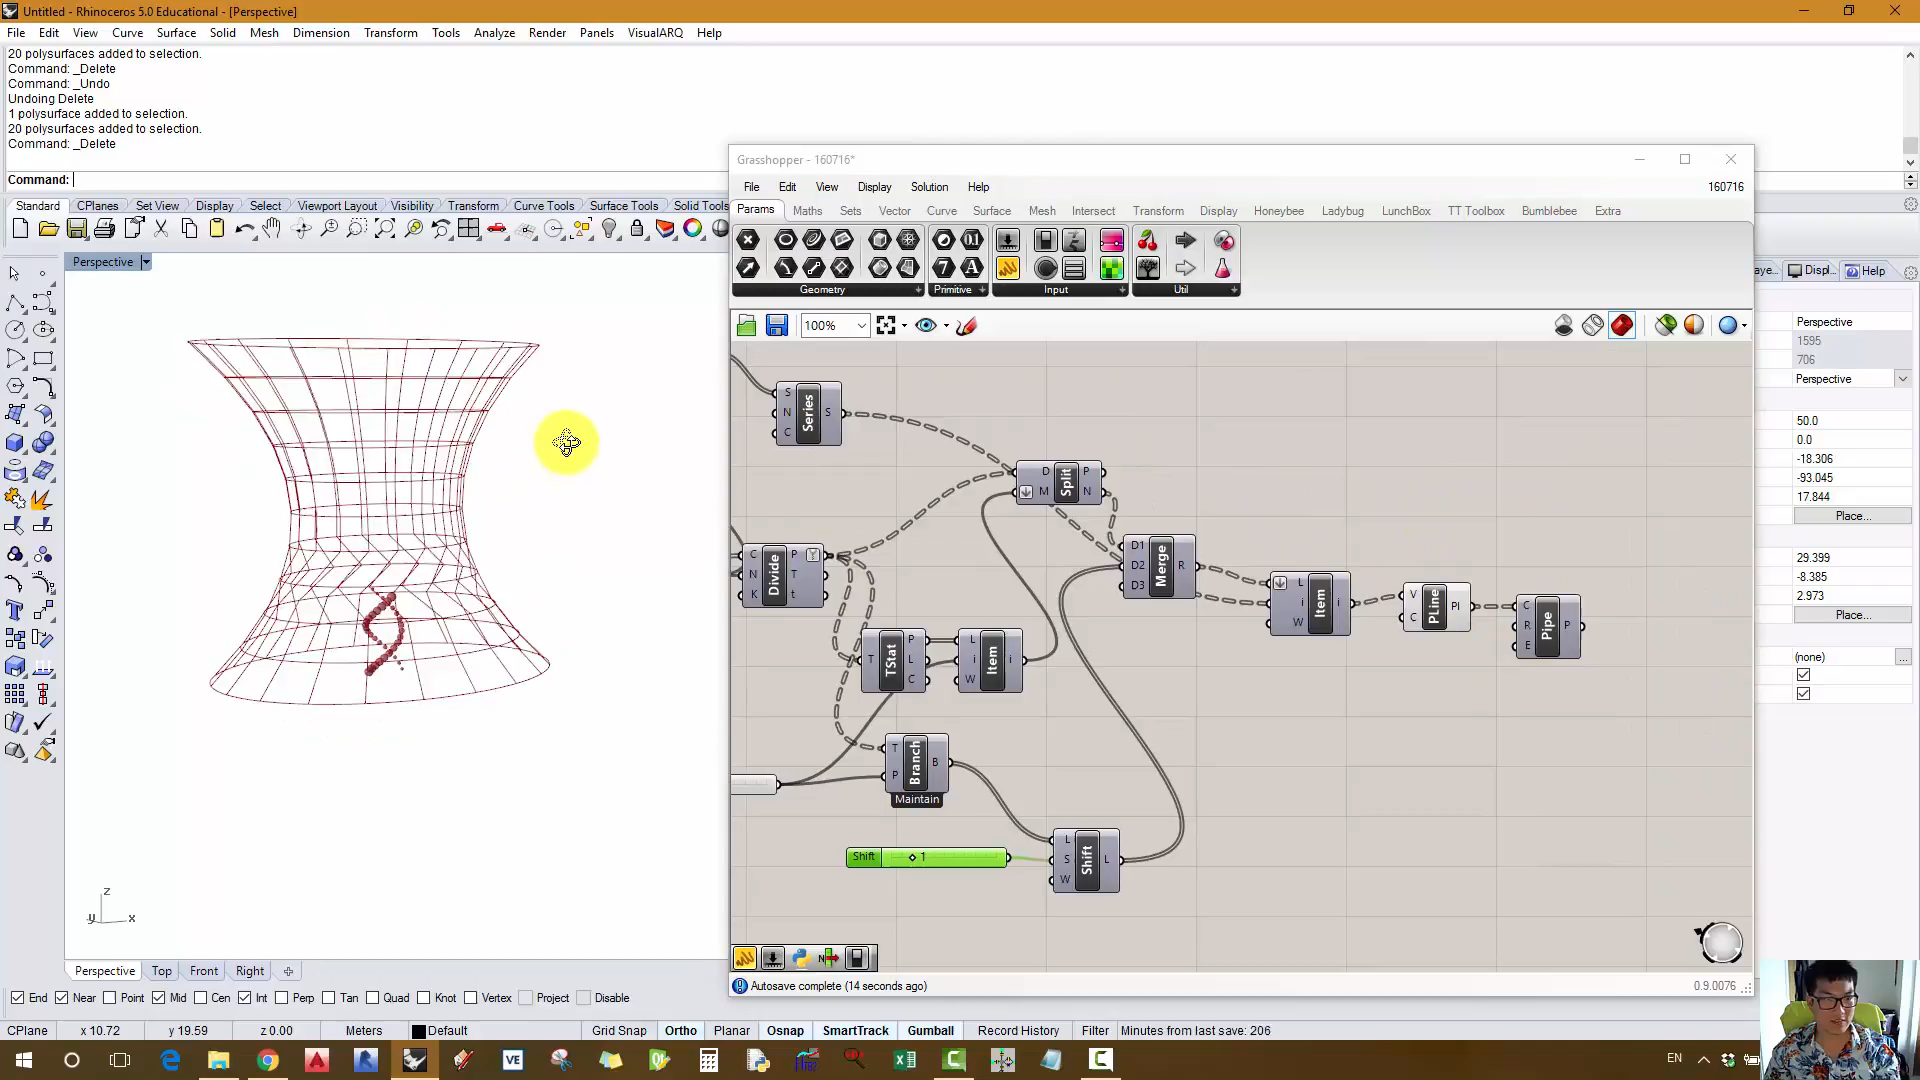 Untitled - Rhinoceros 5.0 Educational - [Perspective]
File Edit View Curve Surface Solid Mesh Dimension Transform Tools Analyze Render Panels VisualARQ Help
20 polysurfaces added to selection.
Command: _Delete
Command: _Undo
Undoing Delete
1 polysurface added to selection.
20 polysurfaces added to selection.
Command: _Delete
Command:
Standard CPlanes Set View Display Select Viewport Layout Visibility Transform Curve Tools Surface Tools Solid Tools
Perspective
Grasshopper - 160716*
File Edit View Display Solution Help 160716
Params Maths Sets Vector Curve Surface Mesh Intersect Transform Display Honeybee Ladybug LunchBox TT Toolbox Bumblebee Extra
Geometry Primitive Input Util
100%
S N C Series S
D M Split P N
C N K Divide P T t
D1 D2 D3 Merge R
L i W Item i
V C PLine Pl
C R E Pipe P
T TStat P L C
L i W Item i
T P Branch B
Maintain
Shift 1
L S W Shift L
Autosave complete (14 seconds ago) 0.9.0076
Displ... Help
Perspective
1595
706
Perspective
50.0
0.0
-18.306
-93.045
17.844
Place...
29.399
-8.385
2.973
Place...
(none)
...
z
y x
Perspective Top Front Right
End Near Point Mid Cen Int Perp Tan Quad Knot Vertex Project Disable
CPlane x 10.72 y 19.59 z 0.00 Meters Default Grid Snap Ortho Planar Osnap SmartTrack Gumball Record History Filter Minutes from last save: 206
VE
EN